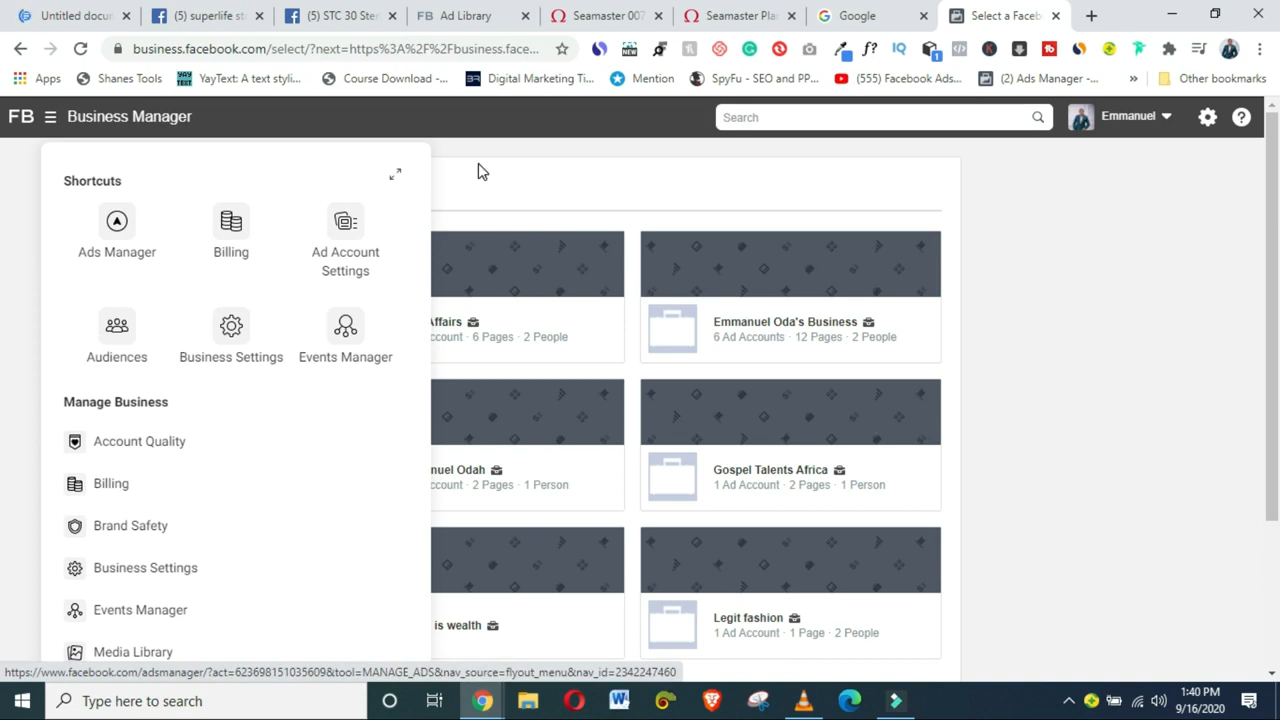 Untitled docum
(5) superlife st
(5) STC 30 Ster
FB Ad Library
Seamaster 007
Seamaster Pla
Google
Select a Faceb
business.facebook.com/select/?next=https%3A%2F%2Fbusiness.face...
NEW
f?
IQ
1
Apps
Shanes Tools
YayText: A text styli...
Course Download -...
Digital Marketing Ti...
Mention
SpyFu - SEO and PP...
(555) Facebook Ads...
(2) Ads Manager -...
»
Other bookmarks
FB
Business Manager
Search
Emmanuel
Shortcuts
Ads Manager
Billing
Ad Account
Settings
Audiences
Business Settings
Events Manager
Manage Business
Account Quality
Billing
Brand Safety
Business Settings
Events Manager
Media Library
Affairs
ccount · 6 Pages · 2 People
Emmanuel Oda's Business
6 Ad Accounts · 12 Pages · 2 People
nuel Odah
ccount · 2 Pages · 1 Person
Gospel Talents Africa
1 Ad Account · 2 Pages · 1 Person
is wealth
Legit fashion
1 Ad Account · 1 Page · 2 People
https://www.facebook.com/adsmanager/?act=623698151035609&tool=MANAGE_ADS&nav_source=flyout_menu&nav_id=2342247460
Type here to search
1:40 PM
9/16/2020